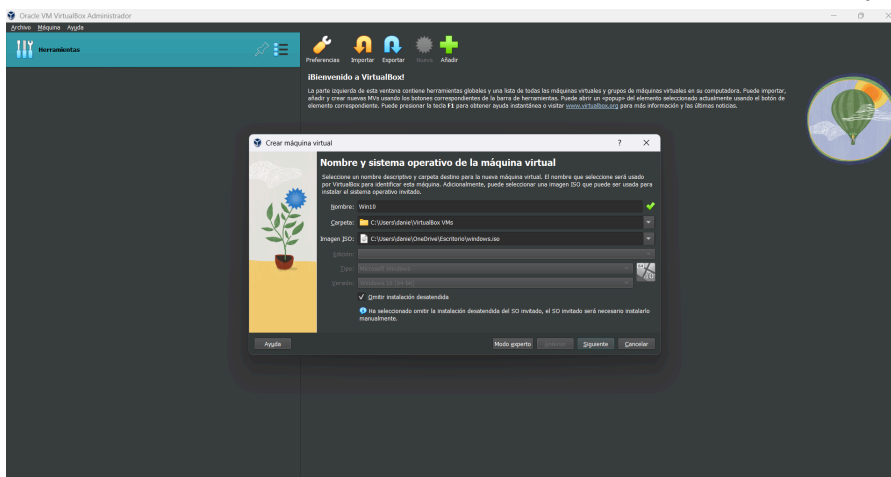 Oracle VM VirtualBox Administrador
Archivo Máquina Ayuda
Herramientas
Preferencias Importar Exportar Nueva Añadir
¡Bienvenido a VirtualBox!
La parte izquierda de esta ventana contiene herramientas globales y una lista de todas las máquinas virtuales y grupos de máquinas virtuales en su computadora. Puede importar,
añadir y crear nuevas MVs usando los botones correspondientes de la barra de herramientas. Puede abrir un «popup» del elemento seleccionado actualmente usando el botón de
elemento correspondiente. Puede presionar la tecla F1 para obtener ayuda instantánea o visitar www.virtualbox.org para más información y las últimas noticias.
Crear máquina virtual
Nombre y sistema operativo de la máquina virtual
Seleccione un nombre descriptivo y carpeta destino para la nueva máquina virtual. El nombre que seleccione será usado
por VirtualBox para identificar esta máquina. Adicionalmente, puede seleccionar una imagen ISO que puede ser usada para
instalar el sistema operativo invitado.
Nombre: Win10
Carpeta: C:\Users\danie\VirtualBox VMs
Imagen ISO: C:\Users\danie\OneDrive\Escritorio\windows.iso
Edición:
Tipo: Microsoft Windows
Versión: Windows 10 (64-bit)
Omitir instalación desatendida
Ha seleccionado omitir la instalación desatendida del SO invitado, el SO invitado será necesario instalarlo
manualmente.
Ayuda Modo experto Anterior Siguiente Cancelar